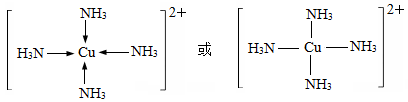 NH₃ NH₃
2+ 2+
H₃N Cu NH₃ 或 H₃N Cu NH₃
NH₃ NH₃